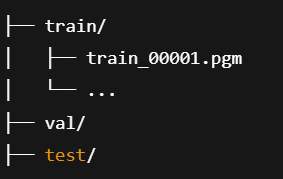 ├── train/
│   ├── train_00001.pgm
│   └── ...
├── val/
├── test/